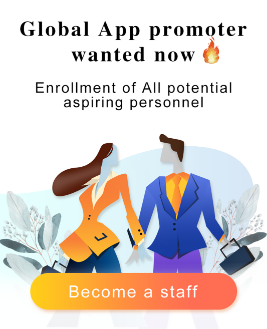 Global App promoter
wanted now
Enrollment of All potential
aspiring personnel
Become a staff